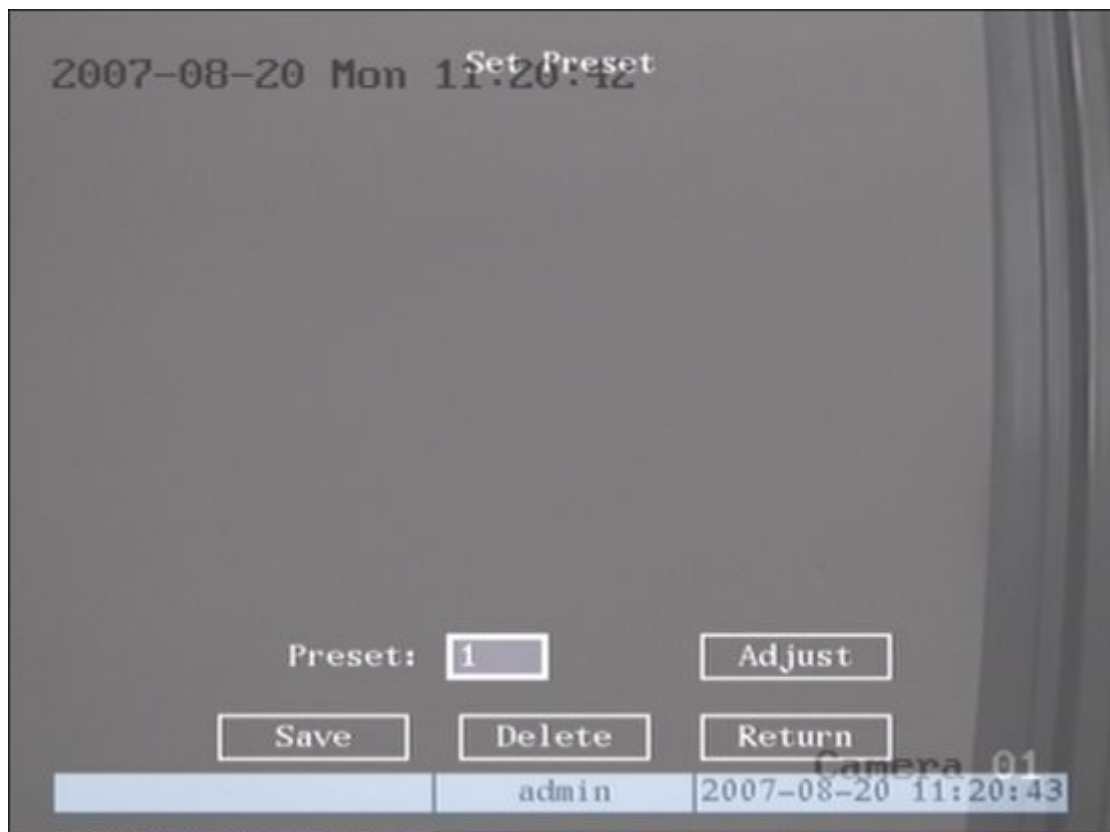 Set Preset
2007-08-20 Mon 11:20:42
Preset: 1 Adjust
Save Delete Return
Camera 01
admin 2007-08-20 11:20:43